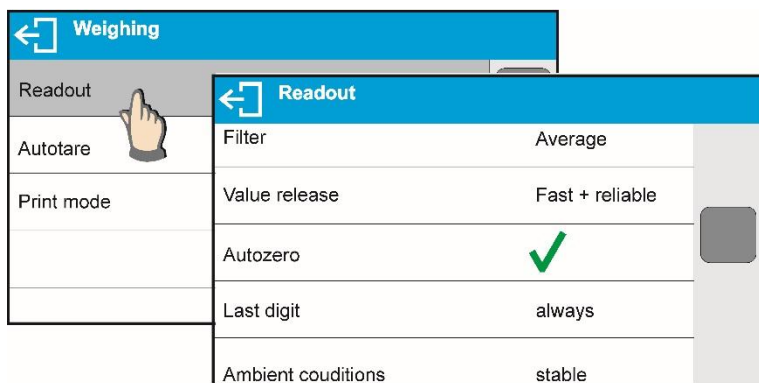 Weighing
Readout
Autotare
Print mode
Readout
Filter Average
Value release Fast + reliable
Autozero
Last digit always
Ambient couditions stable